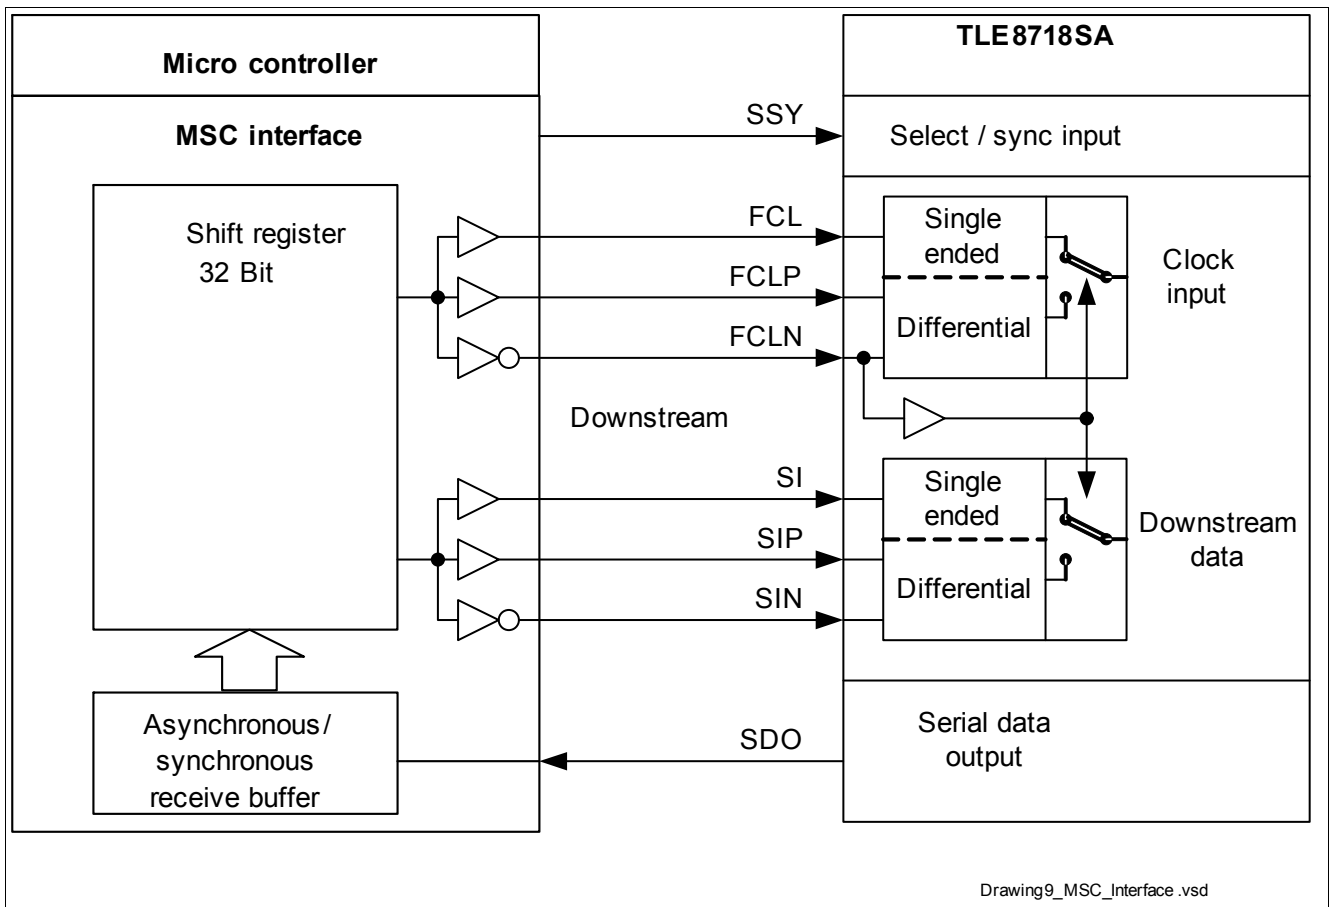 Micro controller
TLE8718SA
MSC interface
SSY
Select / sync input
Shift register
32 Bit
FCL
FCLP
FCLN
Single
ended
Differential
Clock
input
Downstream
SI
SIP
SIN
Single
ended
Differential
Downstream
data
Asynchronous/
synchronous
receive buffer
SDO
Serial data
output
Drawing9_MSC_Interface.vsd